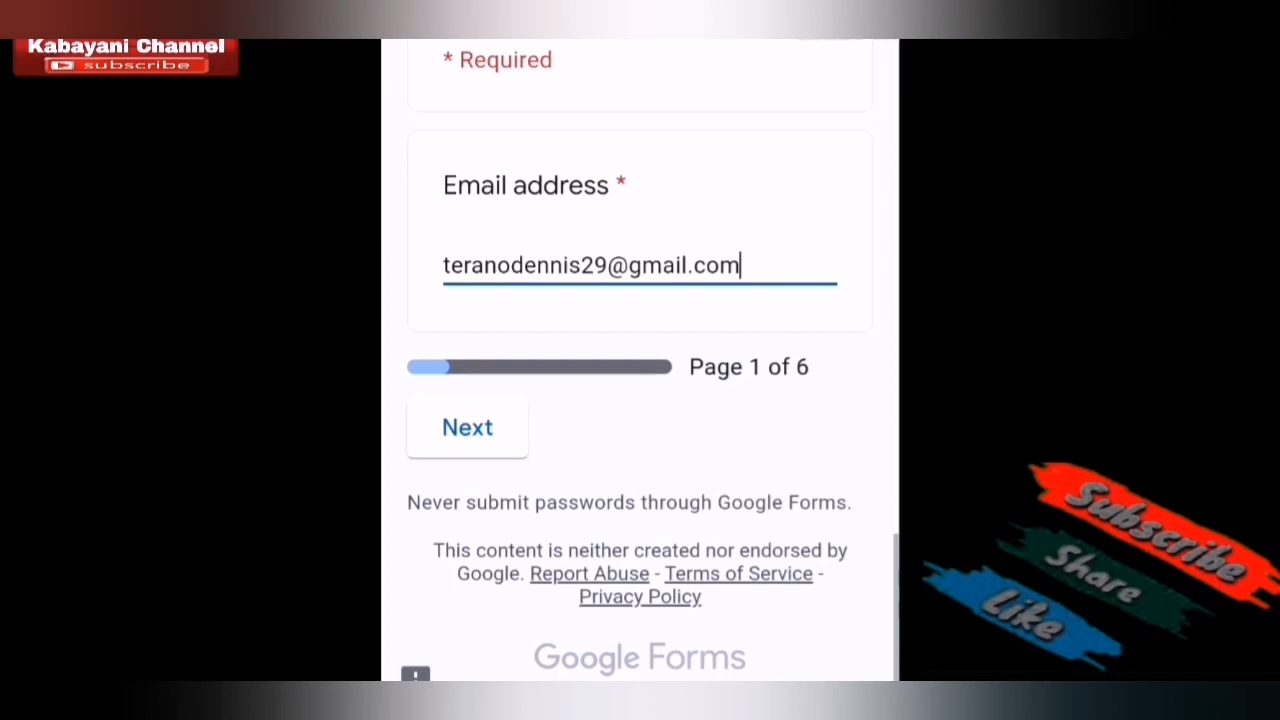 Kabayani Channel
subscribe
* Required
Email address *
teranodennis29@gmail.com
Page 1 of 6
Next
Never submit passwords through Google Forms.
This content is neither created nor endorsed by
Google. Report Abuse - Terms of Service -
Privacy Policy
Google Forms
!
Subscribe
Share
Like